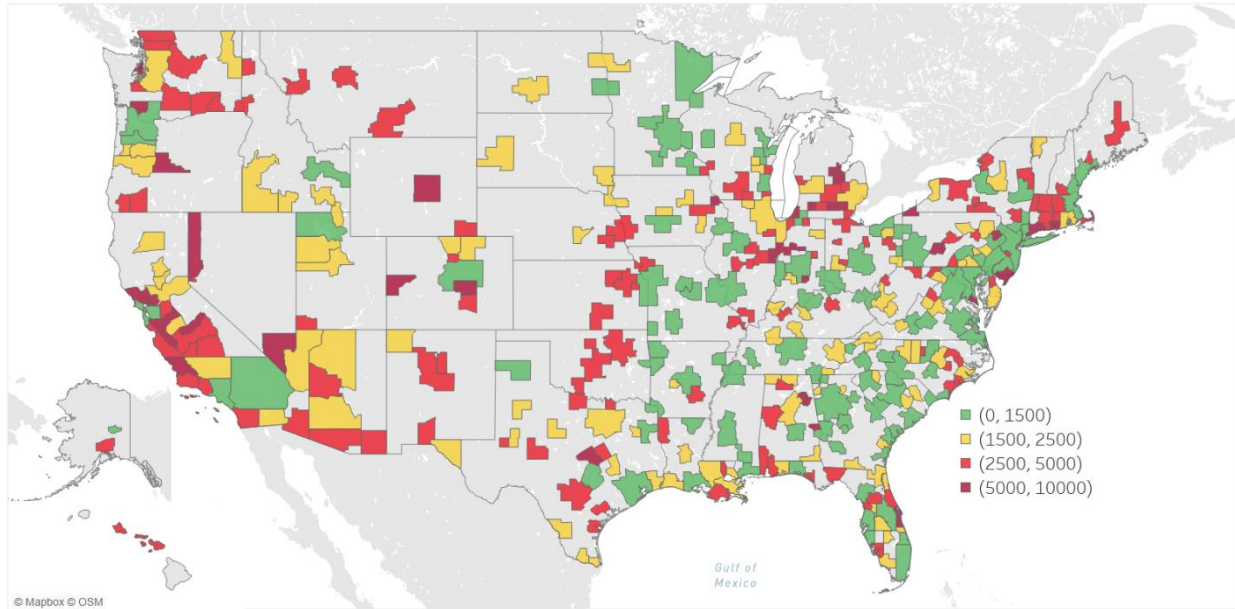 (0, 1500)
(1500, 2500)
(2500, 5000)
(5000, 10000)
Gulf of
Mexico
© Mapbox © OSM